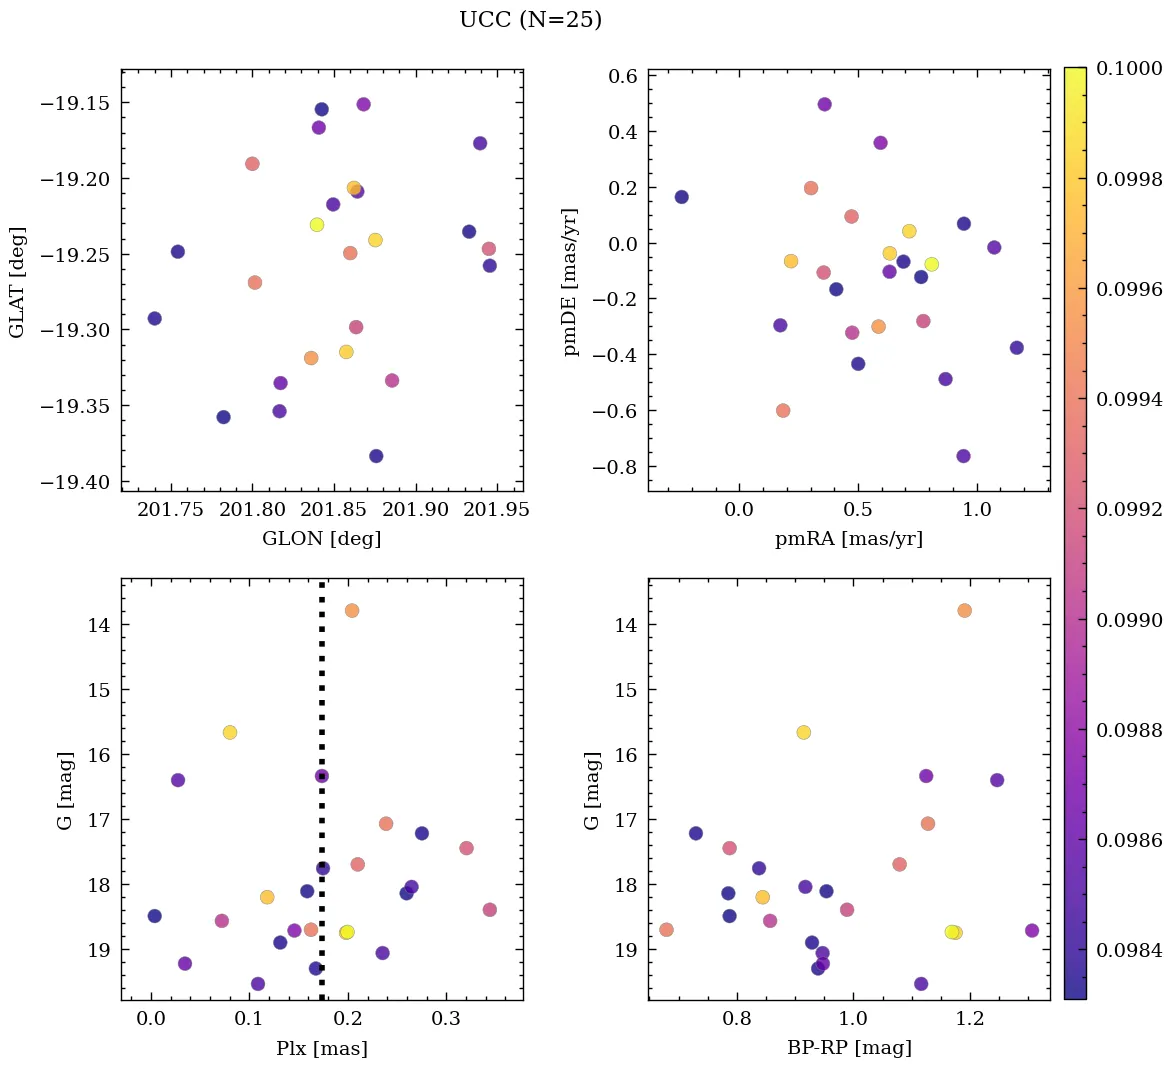 UCC (N=25)
−19.15
−19.20
−19.25
−19.30
−19.35
−19.40
GLAT [deg]
201.75 201.80 201.85 201.90 201.95
GLON [deg]
0.6
0.4
0.2
0.0
−0.2
−0.4
−0.6
−0.8
pmDE [mas/yr]
0.0 0.5 1.0
pmRA [mas/yr]
14
15
16
17
18
19
G [mag]
0.0 0.1 0.2 0.3
Plx [mas]
14
15
16
17
18
19
G [mag]
0.8 1.0 1.2
BP-RP [mag]
0.1000
0.0998
0.0996
0.0994
0.0992
0.0990
0.0988
0.0986
0.0984